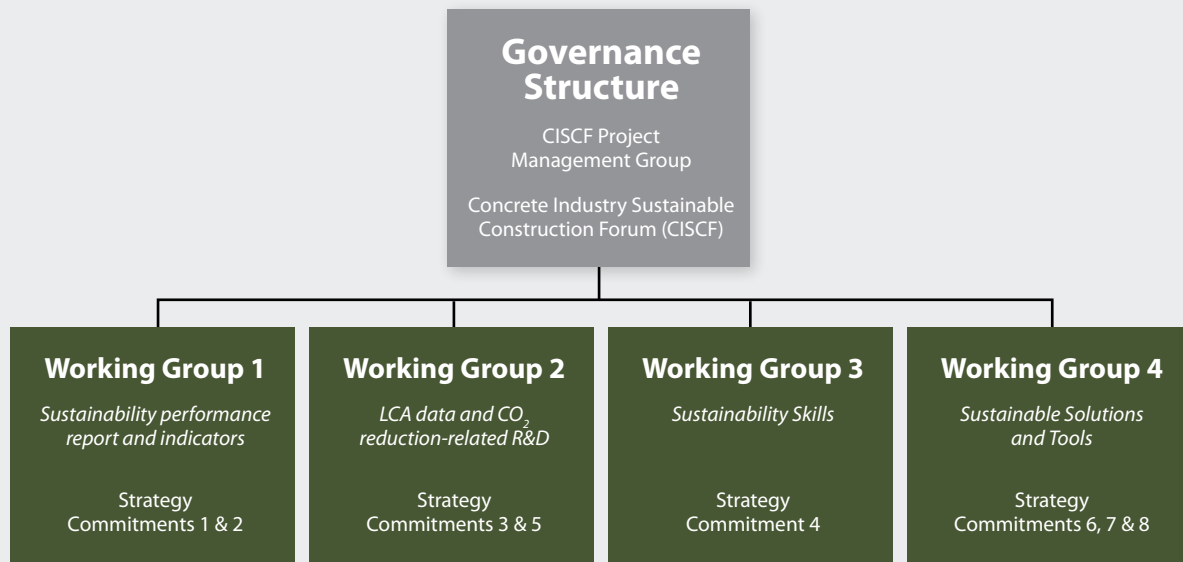 Governance
Structure
CISCF Project
Management Group
Concrete Industry Sustainable
Construction Forum (CISCF)
Working Group 1
Sustainability performance
report and indicators
Strategy
Commitments 1 & 2
Working Group 2
LCA data and CO₂
reduction-related R&D
Strategy
Commitments 3 & 5
Working Group 3
Sustainability Skills
Strategy
Commitment 4
Working Group 4
Sustainable Solutions
and Tools
Strategy
Commitments 6, 7 & 8